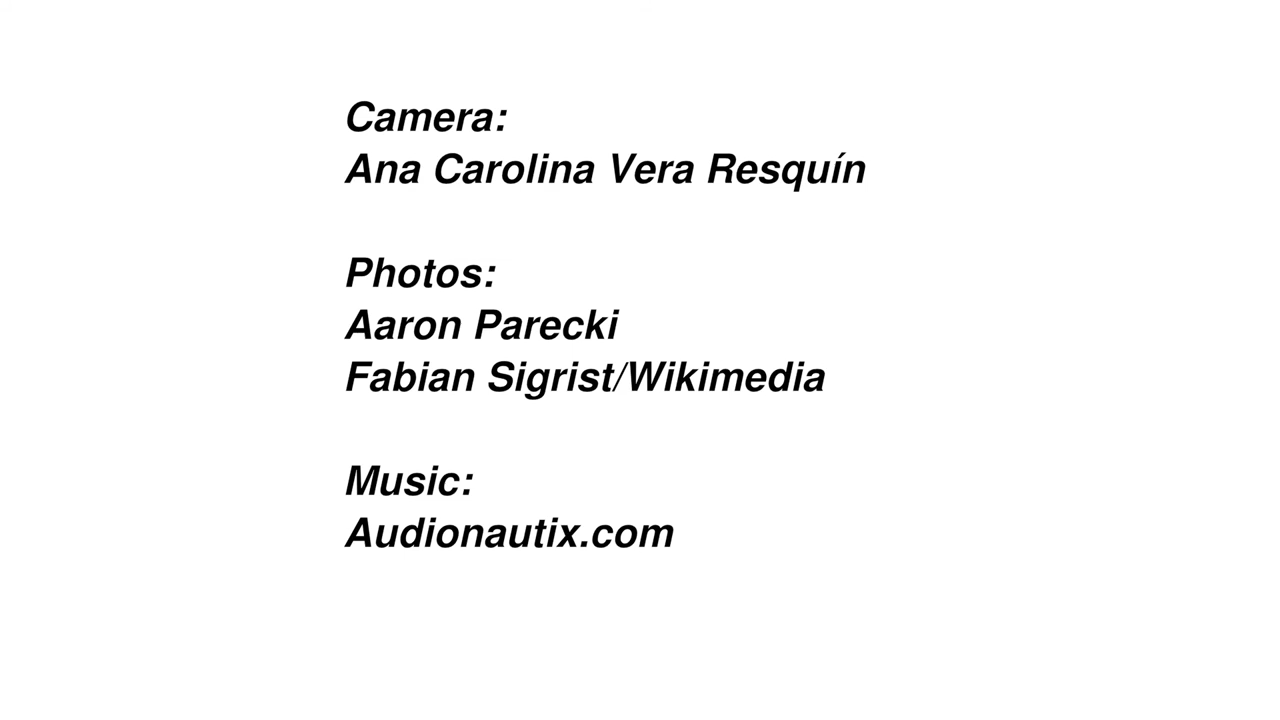 Camera:
Ana Carolina Vera Resquín
Photos:
Aaron Parecki
Fabian Sigrist/Wikimedia
Music:
Audionautix.com